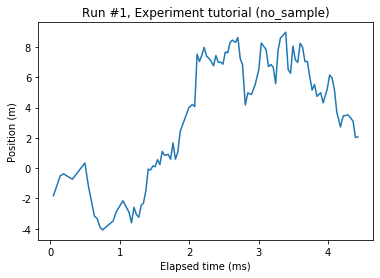 Run #1, Experiment tutorial (no_sample)
Position (m)
8
6
4
2
0
-2
-4
0 1 2 3 4
Elapsed time (ms)